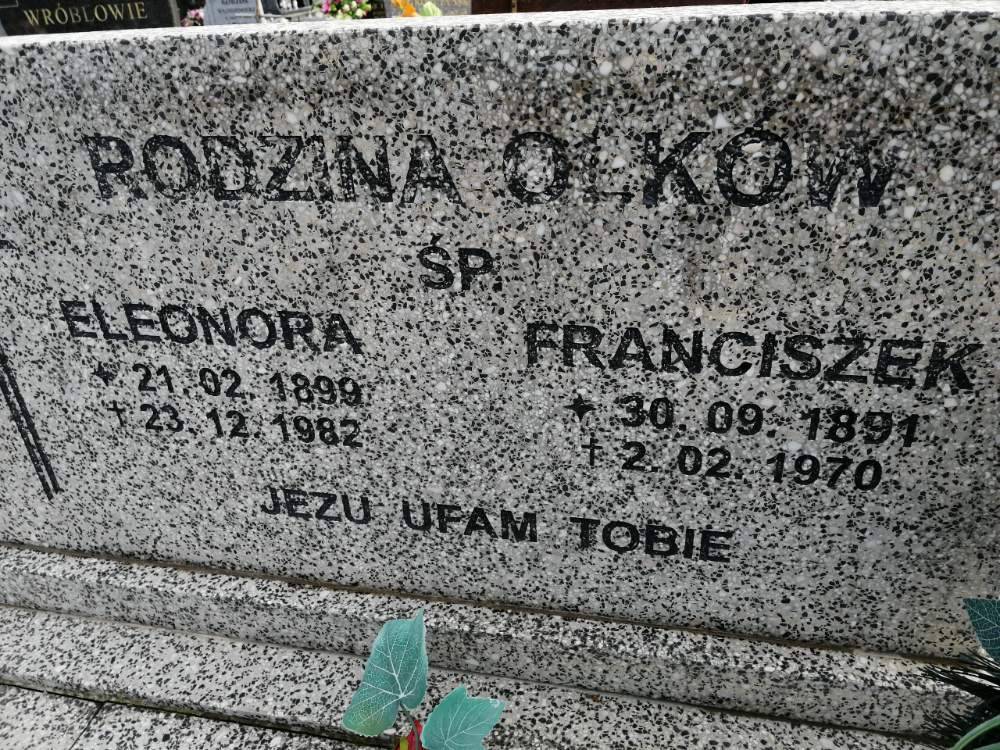 WRÓBLOWIE
RODZINA OLKÓW
ŚP.
ELEONORA
21. 02. 1899
† 23. 12. 1982
FRANCISZEK
30. 09. 1891
† 2. 02. 1970
JEZU UFAM TOBIE